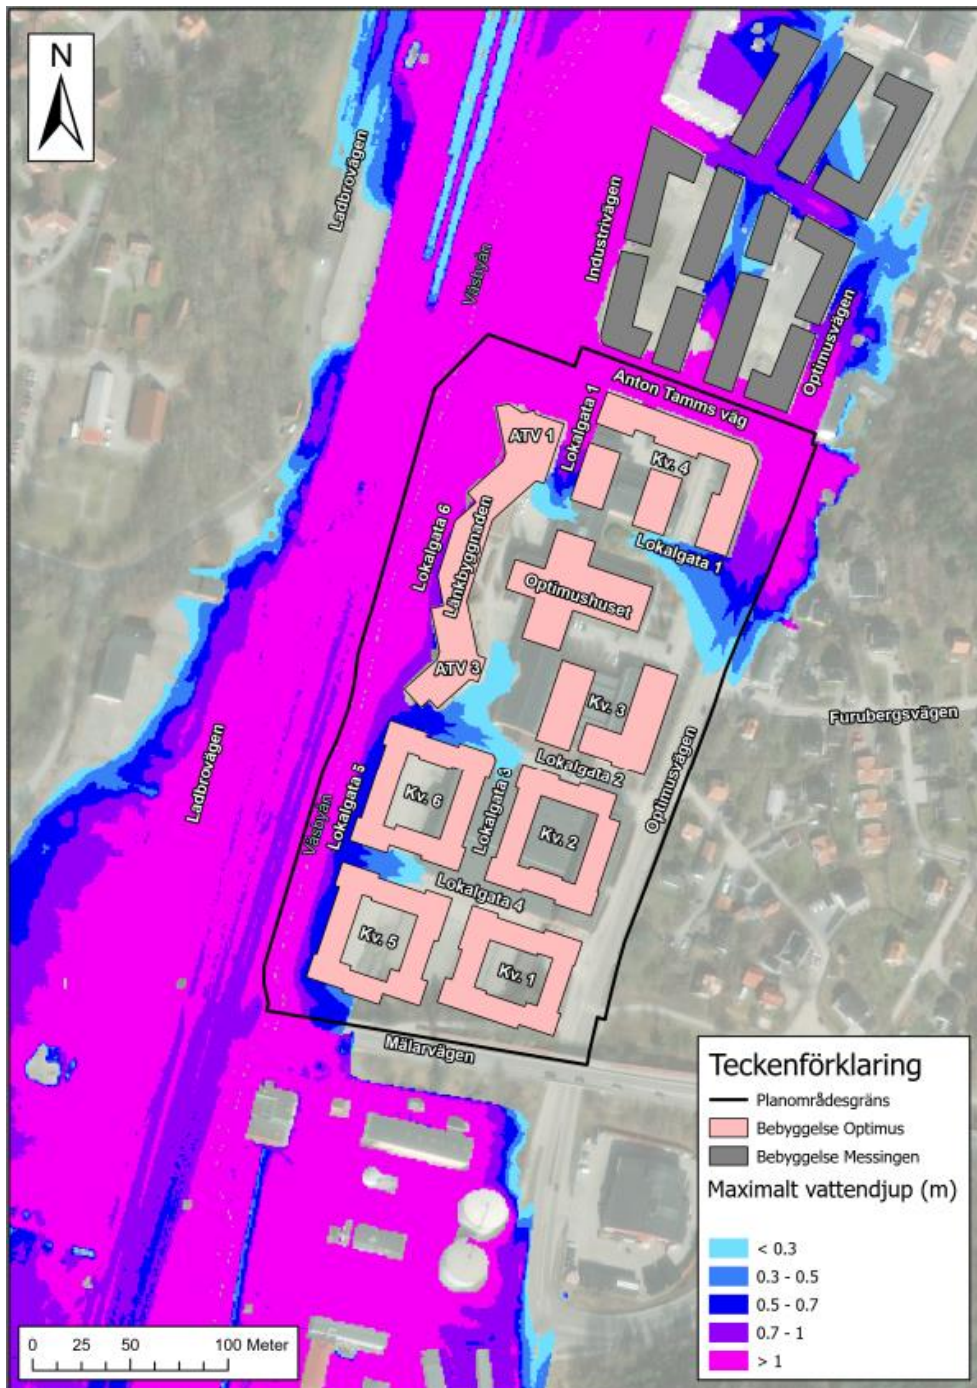 N
Ladbrovägen
Väsbyån
Industrivägen
Optimusvägen
Anton Tamms väg
ATV 1
Lokalgata 1
Kv. 4
Lokalgata 6
Länkbyggnaden
Lokalgata 1
Optimushuset
ATV 3
Kv. 3
Furubergsvägen
Ladbrovägen
Lokalgata 2
Optimusvägen
Väsbyån
Lokalgata 5
Kv. 6
Lokalgata 3
Kv. 2
Lokalgata 4
Kv. 5
Kv. 1
Mälarvägen
Teckenförklaring
Planområdesgräns
Bebyggelse Optimus
Bebyggelse Messingen
Maximalt vattendjup (m)
< 0.3
0.3 - 0.5
0.5 - 0.7
0.7 - 1
> 1
0 50 100 Meter